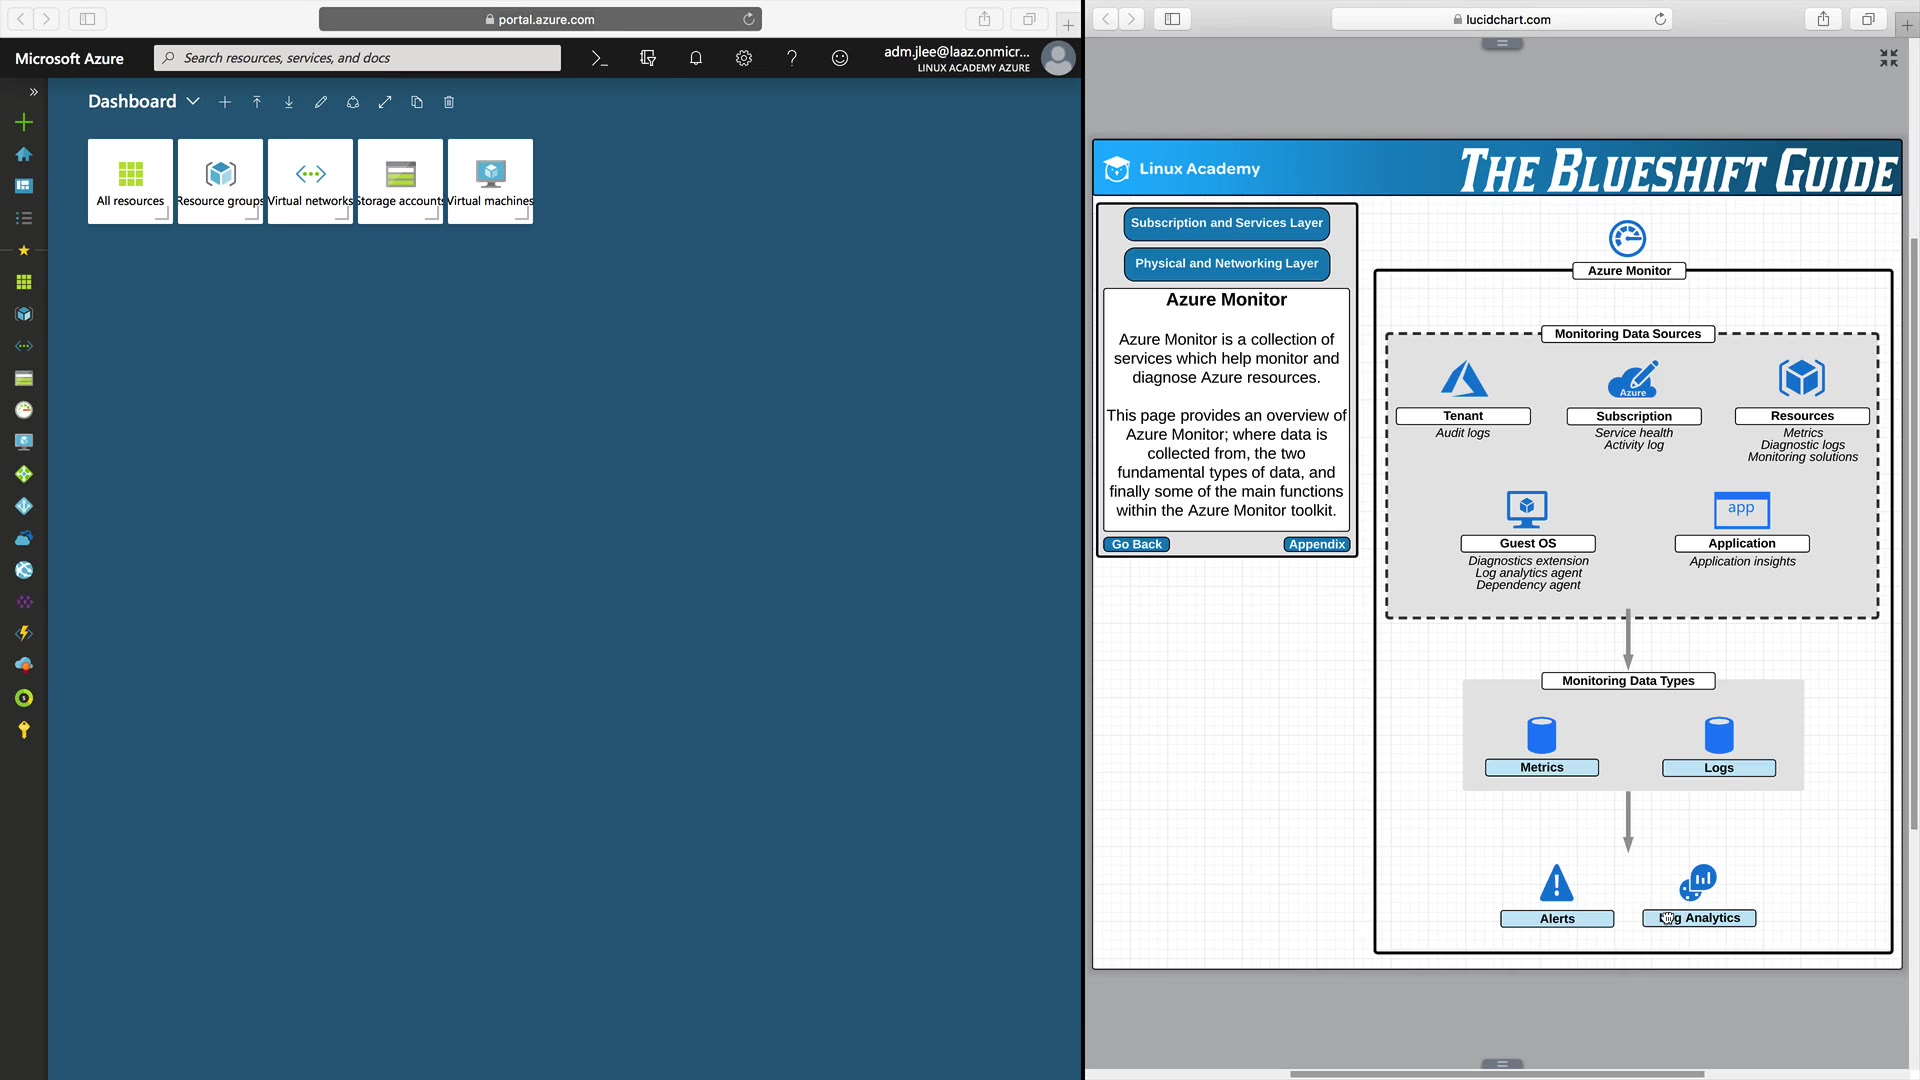 portal.azure.com
Microsoft Azure
Search resources, services, and docs
adm.jlee@laaz.onmicr...
LINUX ACADEMY AZURE
Dashboard
All resources
Resource groups
Virtual networks
Storage accounts
Virtual machines
lucidchart.com
Linux Academy
THE BLUESHIFT GUIDE
Subscription and Services Layer
Physical and Networking Layer
Azure Monitor
Azure Monitor is a collection of
services which help monitor and
diagnose Azure resources.
This page provides an overview of
Azure Monitor; where data is
collected from, the two
fundamental types of data, and
finally some of the main functions
within the Azure Monitor toolkit.
Go Back
Appendix
Azure Monitor
Monitoring Data Sources
Azure
Tenant
Audit logs
Subscription
Service health
Activity log
Resources
Metrics
Diagnostic logs
Monitoring solutions
Guest OS
Diagnostics extension
Log analytics agent
Dependency agent
app
Application
Application insights
Monitoring Data Types
Metrics
Logs
Alerts
Log Analytics